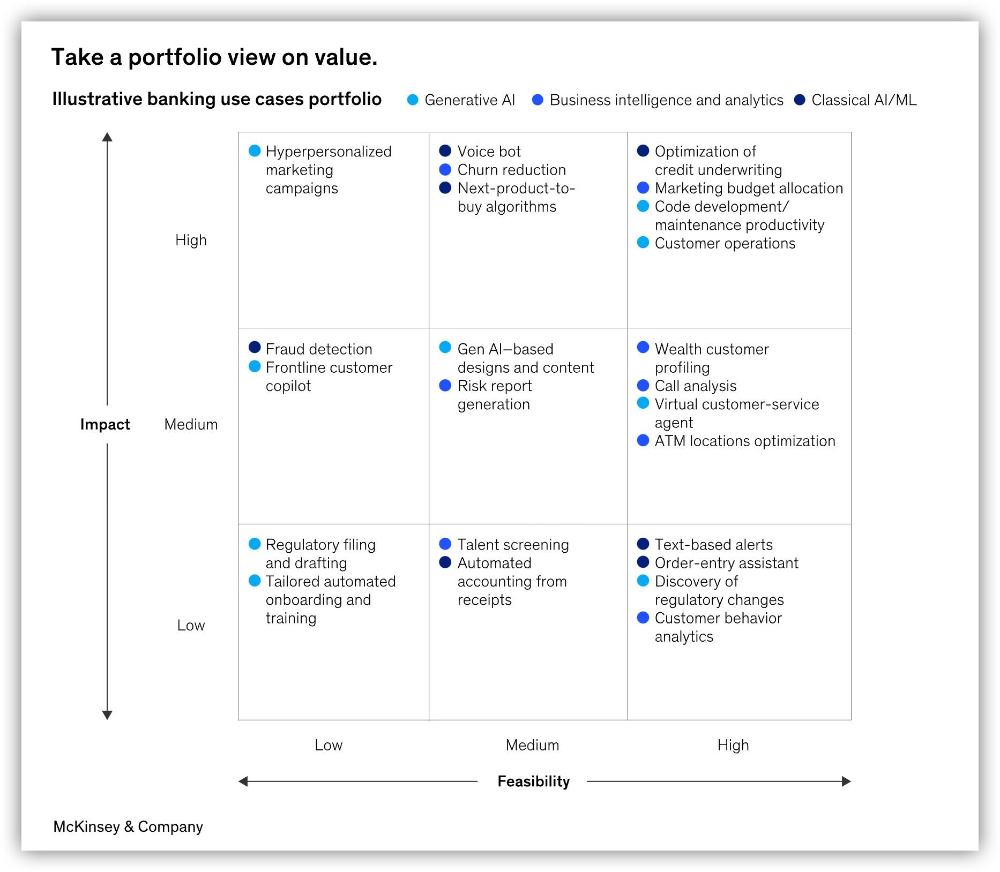 Take a portfolio view on value.
Illustrative banking use cases portfolio
Generative AI
Business intelligence and analytics
Classical AI/ML
Impact
High
Hyperpersonalized
marketing
campaigns
Voice bot
Churn reduction
Next-product-to-
buy algorithms
Optimization of
credit underwriting
Marketing budget allocation
Code development/
maintenance productivity
Customer operations
Medium
Fraud detection
Frontline customer
copilot
Gen AI–based
designs and content
Risk report
generation
Wealth customer
profiling
Call analysis
Virtual customer-service
agent
ATM locations optimization
Low
Regulatory filing
and drafting
Tailored automated
onboarding and
training
Talent screening
Automated
accounting from
receipts
Text-based alerts
Order-entry assistant
Discovery of
regulatory changes
Customer behavior
analytics
Low
Medium
High
Feasibility
McKinsey & Company